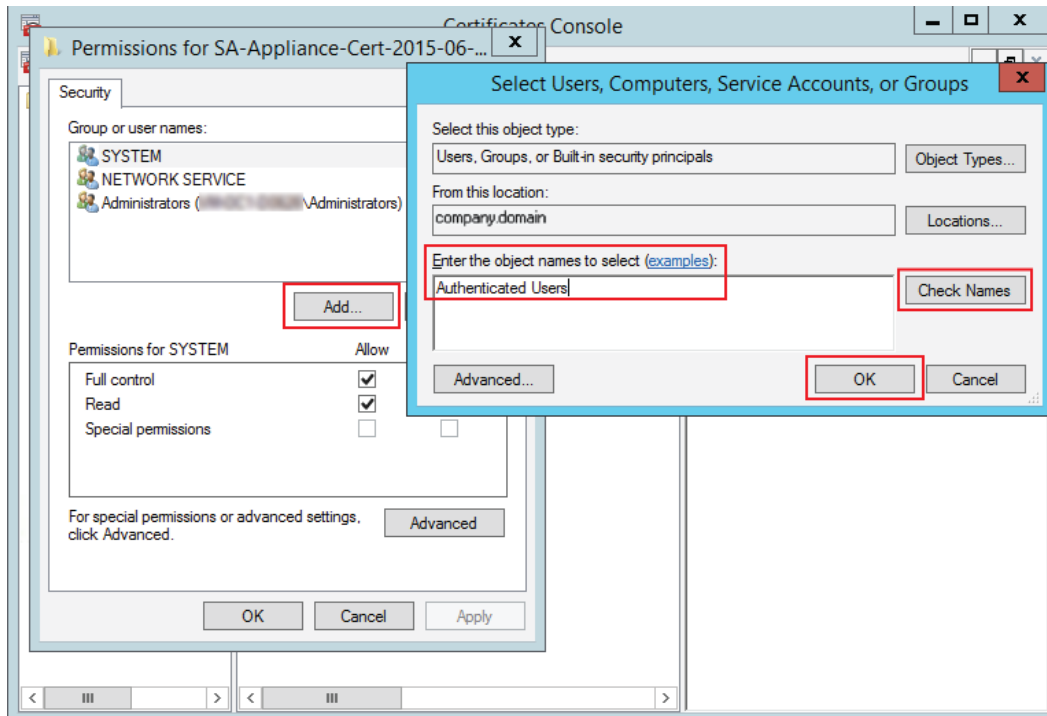 Certificates Console
Permissions for SA-Appliance-Cert-2015-06-...
Security
Group or user names:
SYSTEM
NETWORK SERVICE
Administrators (
\Administrators)
Add...
Permissions for SYSTEM
Allow
Full control
Read
Special permissions
For special permissions or advanced settings,
click Advanced.
Advanced
OK
Cancel
Apply
Select Users, Computers, Service Accounts, or Groups
Select this object type:
Users, Groups, or Built-in security principals
Object Types...
From this location:
company.domain
Locations...
Enter the object names to select (examples):
Authenticated Users
Check Names
Advanced...
OK
Cancel